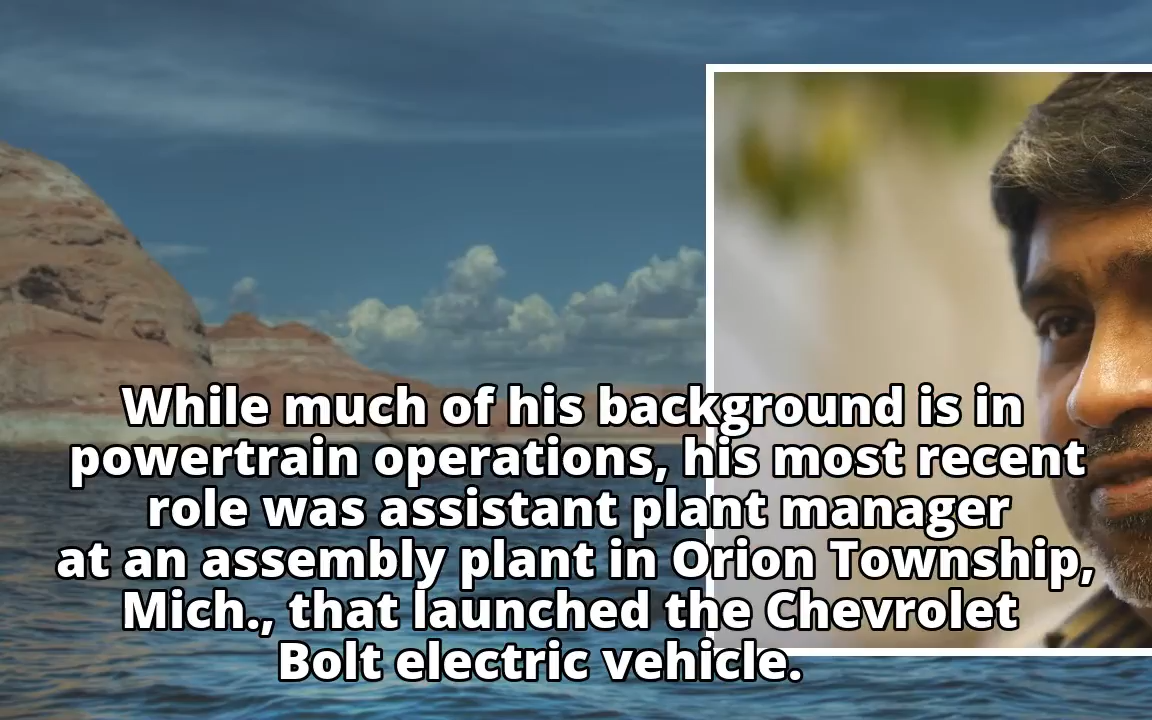 While much of his background is in
powertrain operations, his most recent
role was assistant plant manager
at an assembly plant in Orion Township,
Mich., that launched the Chevrolet
Bolt electric vehicle.